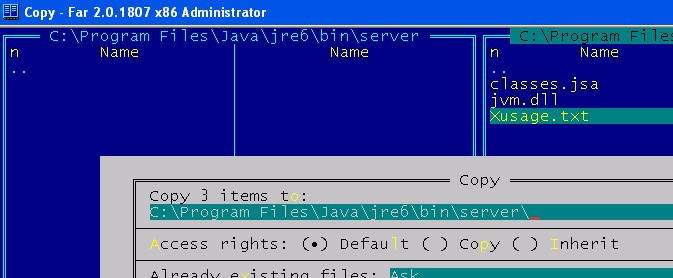 Copy - Far 2.0.1807 x86 Administrator
C:\Program Files\Java\jre6\bin\server
C:\Program Files
n Name Name
n Name
..
..
classes.jsa
jvm.dll
Xusage.txt
Copy
Copy 3 items to:
C:\Program Files\Java\jre6\bin\server\
Access rights: (•) Default ( ) Copy ( ) Inherit
Already existing files: Ask